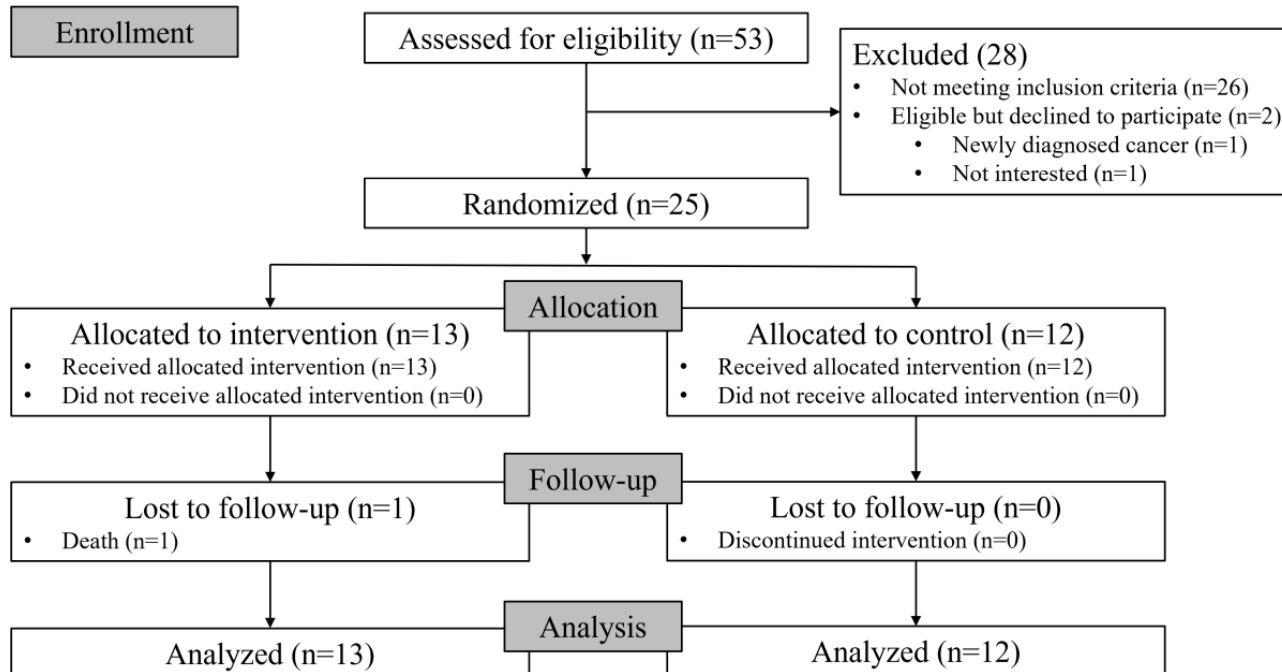 Enrollment
Assessed for eligibility (n=53)
Excluded (28)
• Not meeting inclusion criteria (n=26)
• Eligible but declined to participate (n=2)
• Newly diagnosed cancer (n=1)
• Not interested (n=1)
Randomized (n=25)
Allocation
Allocated to intervention (n=13)
• Received allocated intervention (n=13)
• Did not receive allocated intervention (n=0)
Allocated to control (n=12)
• Received allocated intervention (n=12)
• Did not receive allocated intervention (n=0)
Follow-up
Lost to follow-up (n=1)
• Death (n=1)
Lost to follow-up (n=0)
• Discontinued intervention (n=0)
Analysis
Analyzed (n=13)
Analyzed (n=12)